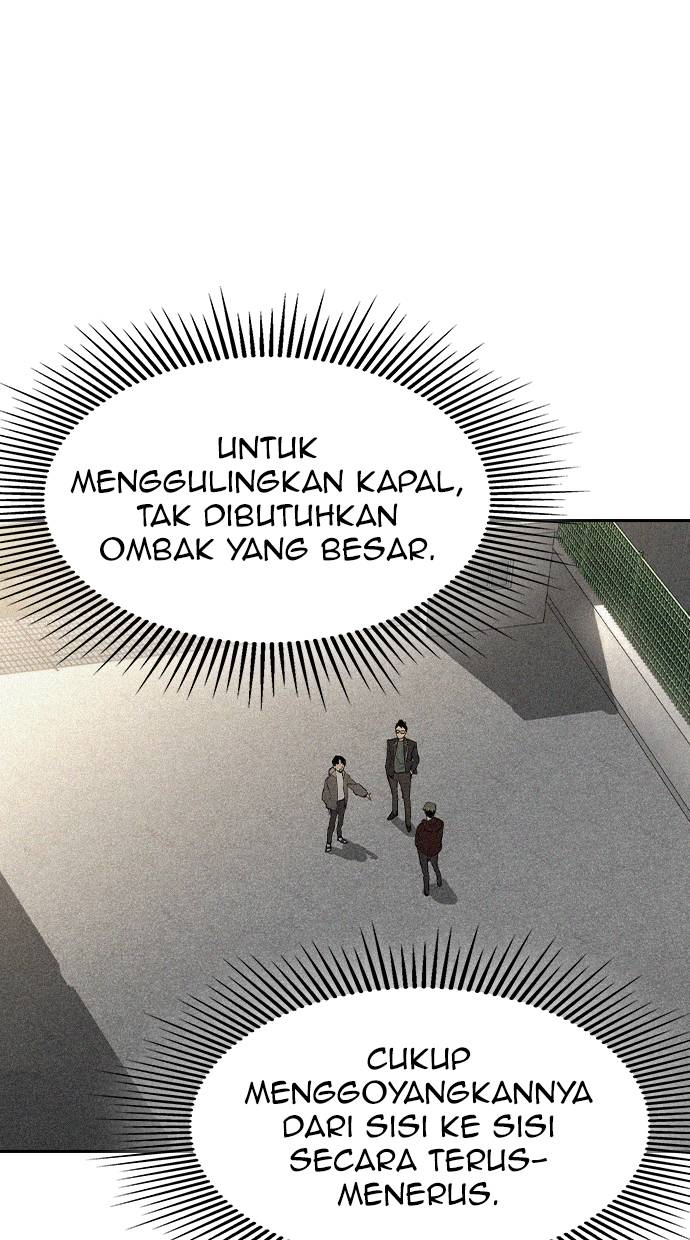 UNTUK
MENGGULINGKAN KAPAL,
TAK DIBUTUHKAN
OMBAK YANG BESAR.
CUKUP
MENGGOYANGKANNYA
DARI SISI KE SISI
SECARA TERUS-
MENERUS.